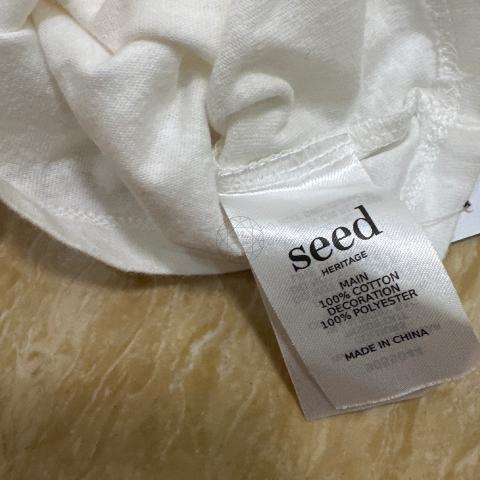 seed
HERITAGE
MAIN
100% COTTON
DECORATION
100% POLYESTER
MADE IN CHINA